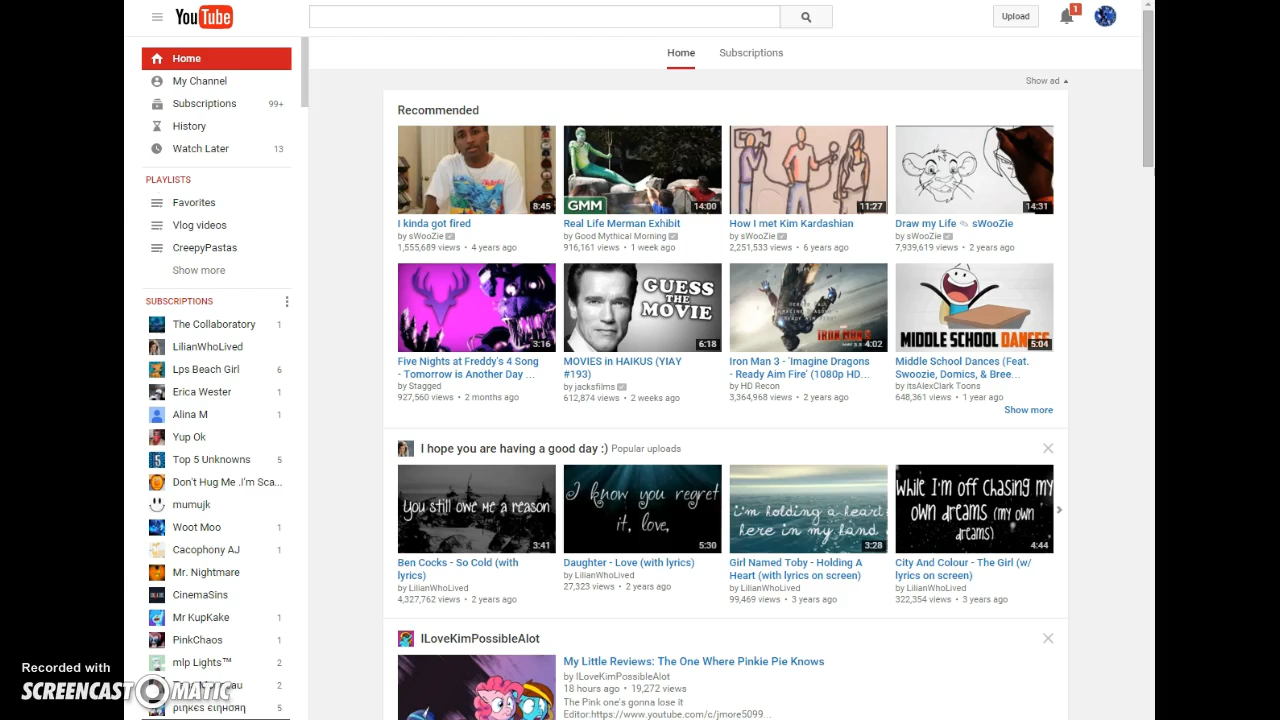 YouTube
Upload
1
Home
My Channel
Subscriptions 99+
History
Watch Later 13
PLAYLISTS
Favorites
Vlog videos
CreepyPastas
Show more
SUBSCRIPTIONS
The Collaboratory 1
LilianWhoLived
Lps Beach Girl 6
Erica Wester 1
Alina M 1
Yup Ok
Top 5 Unknowns 5
Don't Hug Me .I'm Sca...
mumujk
Woot Moo 1
Cacophony AJ 1
Mr. Nightmare
CinemaSins
Mr KupKake 1
PinkChaos 1
mlp Lights™ 2
2
5
Home Subscriptions
Show ad
Recommended
8:45
GMM 14:00
11:27
14:31
I kinda got fired
by sWooZie
1,555,689 views • 4 years ago
Real Life Merman Exhibit
by Good Mythical Morning
916,161 views • 1 week ago
How I met Kim Kardashian
by sWooZie
2,251,533 views • 6 years ago
Draw my Life ✎ sWooZie
by sWooZie
7,939,619 views • 2 years ago
3:16
GUESS
THE
MOVIE
6:18
IRON MAN 3
4:02
MIDDLE SCHOOL DANCES
5:04
Five Nights at Freddy's 4 Song
- Tomorrow is Another Day ...
by Stagged
927,560 views • 2 months ago
MOVIES in HAIKUS (YIAY
#193)
by jacksfilms
612,874 views • 2 weeks ago
Iron Man 3 - 'Imagine Dragons
- Ready Aim Fire' (1080p HD...
by HD Recon
3,364,968 views • 2 years ago
Middle School Dances (Feat.
Swoozie, Domics, & Bree...
by itsAlexClark Toons
648,361 views • 1 year ago
Show more
I hope you are having a good day :) Popular uploads
You still owe me a reason
3:41
I know you regret
it, love,
5:30
i'm holding a heart
here in my hand
3:28
While I'm off chasing my
own dreams (my own
dreams)
4:44
Ben Cocks - So Cold (with
lyrics)
by LilianWhoLived
4,327,762 views • 2 years ago
Daughter - Love (with lyrics)
by LilianWhoLived
27,323 views • 2 years ago
Girl Named Toby - Holding A
Heart (with lyrics on screen)
by LilianWhoLived
99,469 views • 3 years ago
City And Colour - The Girl (w/
lyrics on screen)
by LilianWhoLived
322,354 views • 3 years ago
ILoveKimPossibleAlot
My Little Reviews: The One Where Pinkie Pie Knows
by ILoveKimPossibleAlot
18 hours ago • 19,272 views
The Pink one's gonna lose it
Editor:https://www.youtube.com/c/jmore5099...
Recorded with
SCREENCAST-O-MATIC